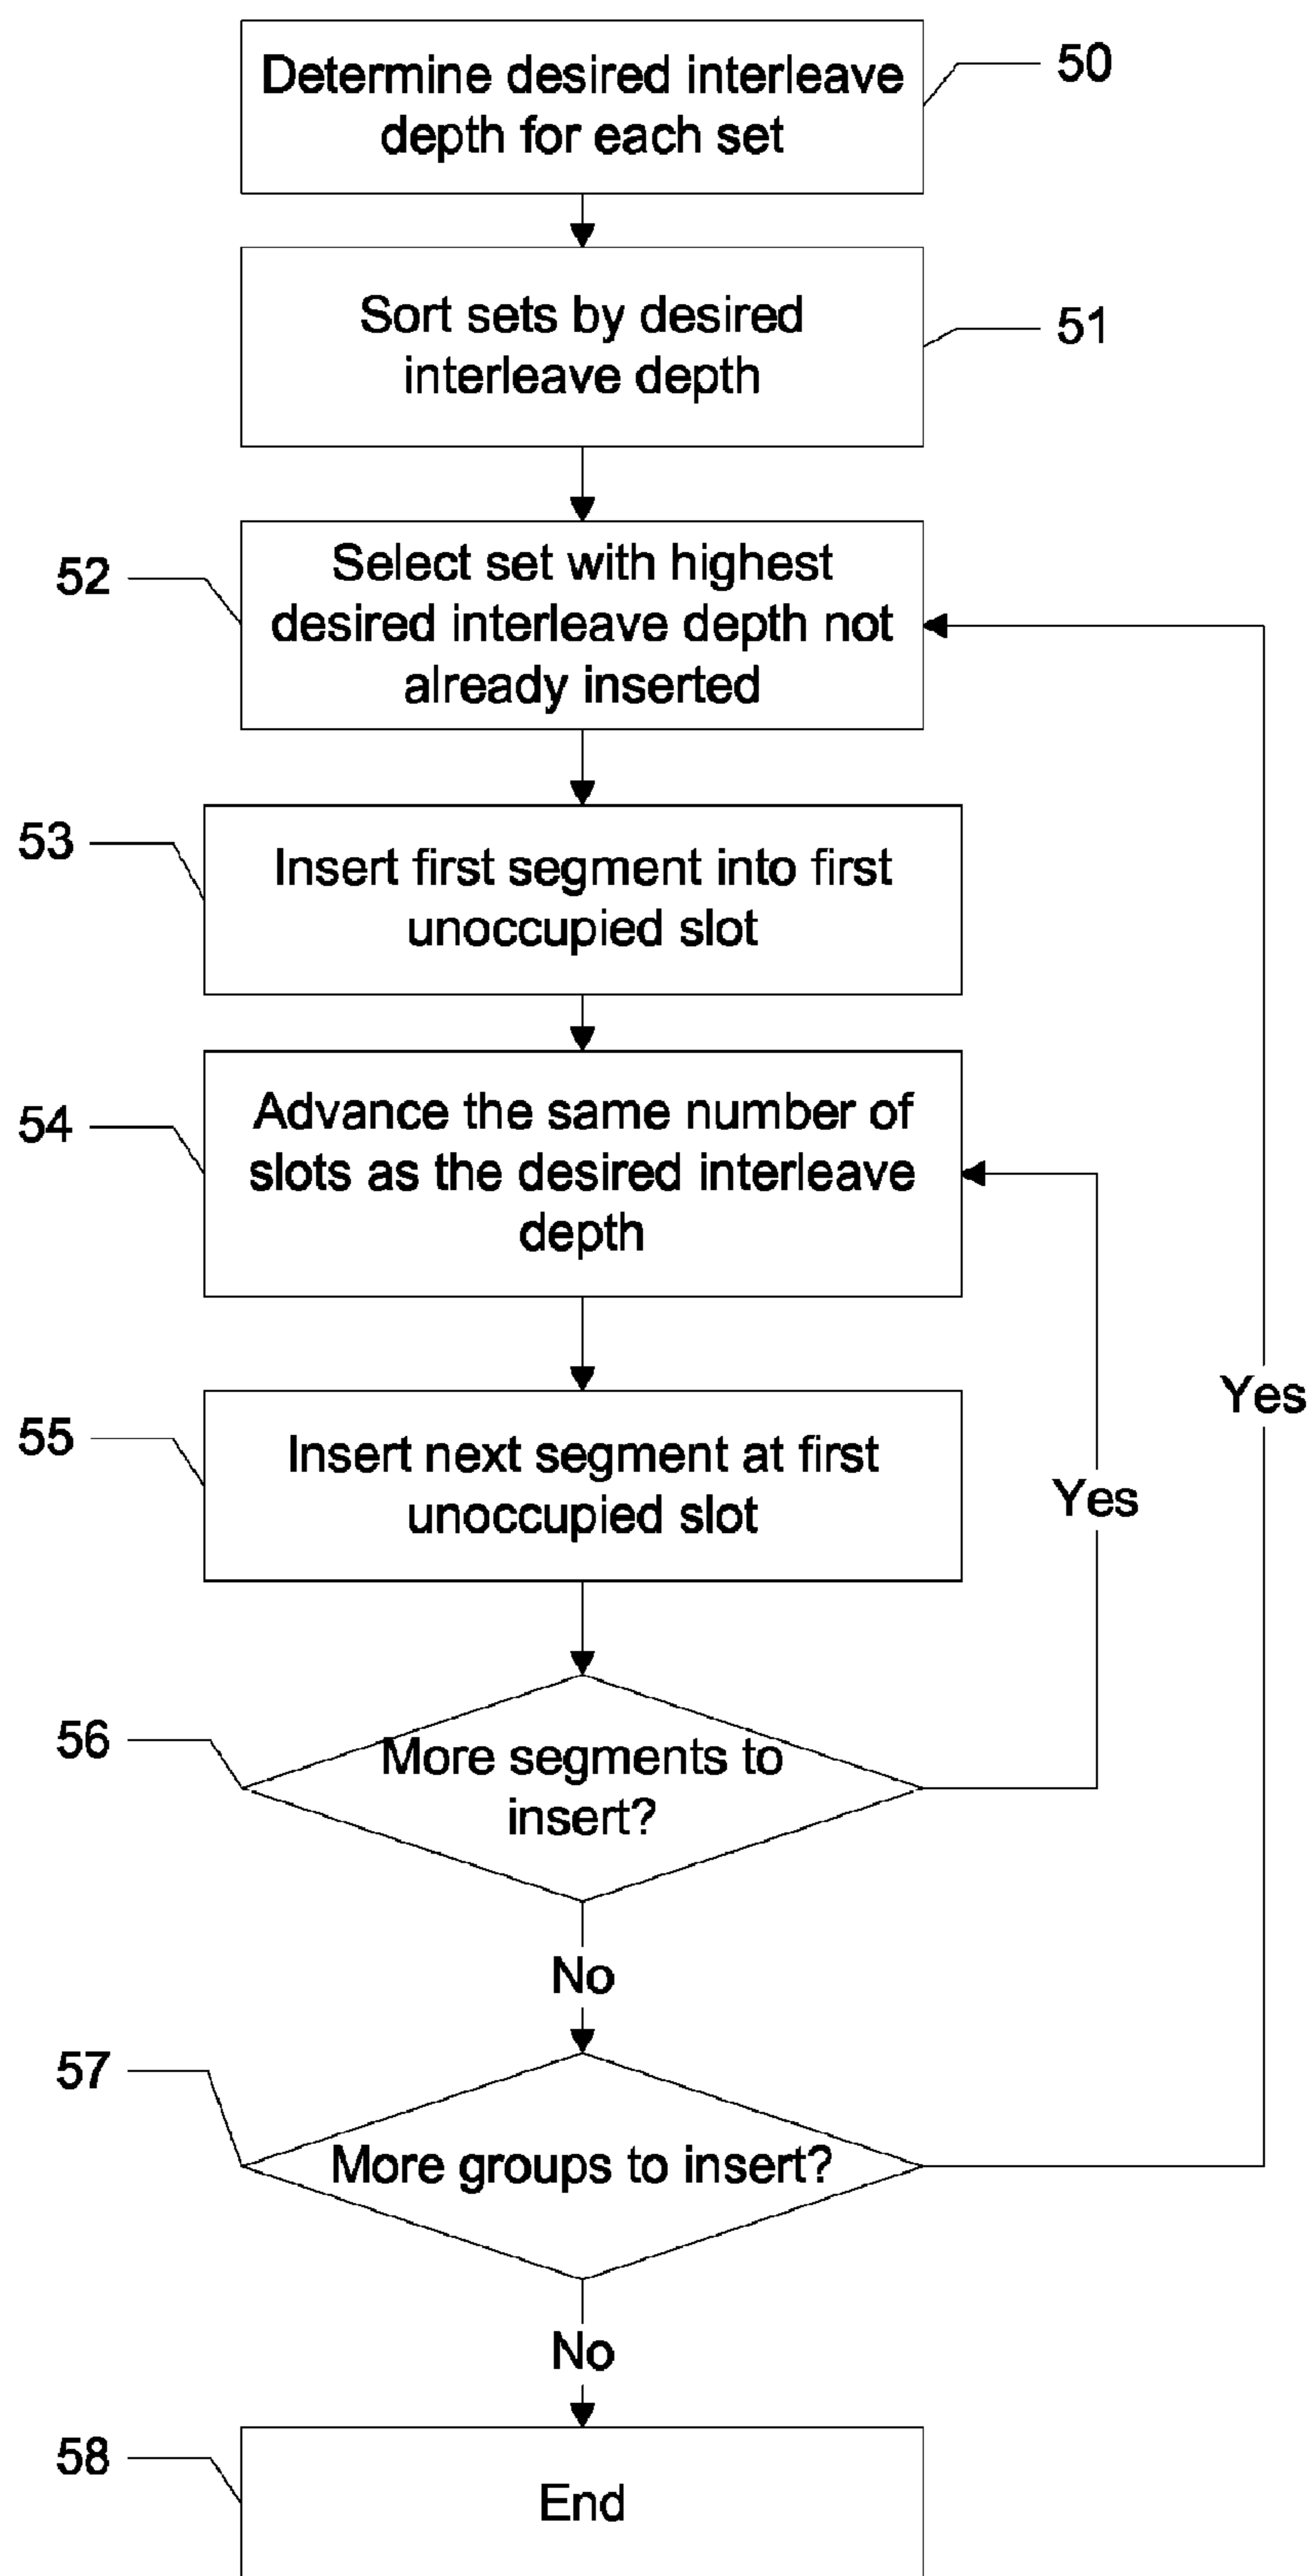 Determine desired interleave
depth for each set
50
Sort sets by desired
interleave depth
51
52
Select set with highest
desired interleave depth not
already inserted
53
Insert first segment into first
unoccupied slot
54
Advance the same number of
slots as the desired interleave
depth
Yes
55
Insert next segment at first
unoccupied slot
Yes
56
More segments to
insert?
No
57
More groups to insert?
No
58
End